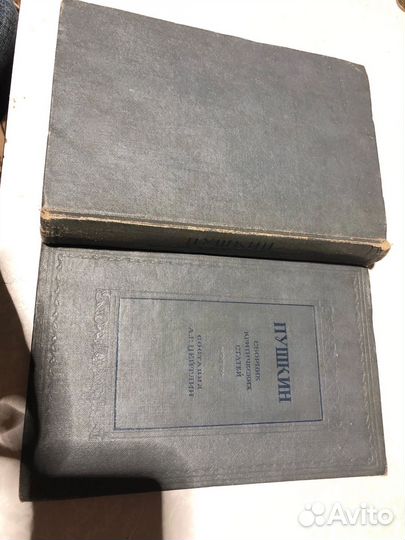 ПУШКИН
ПУШКИН
СБОРНИК
КРИТИЧЕСКИХ
СТАТЕЙ
СОСТАВИЛ
А.Г. ЦЕЙТЛИН
Avito